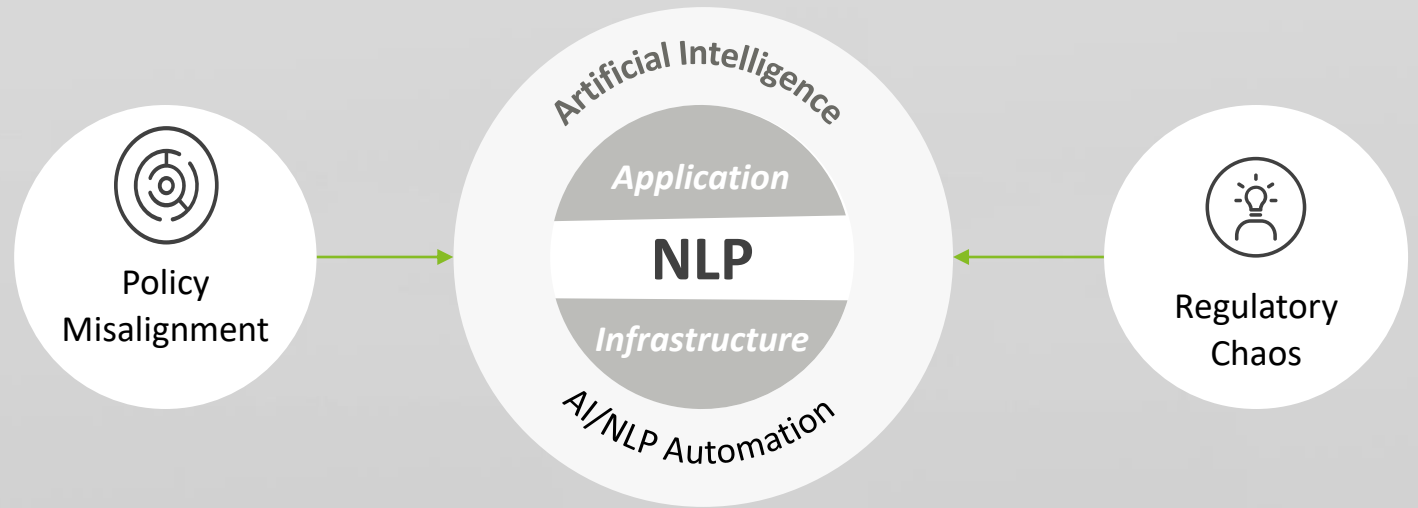 Artificial Intelligence
Application
NLP
Infrastructure
AI/NLP Automation
Policy
Misalignment
Regulatory
Chaos